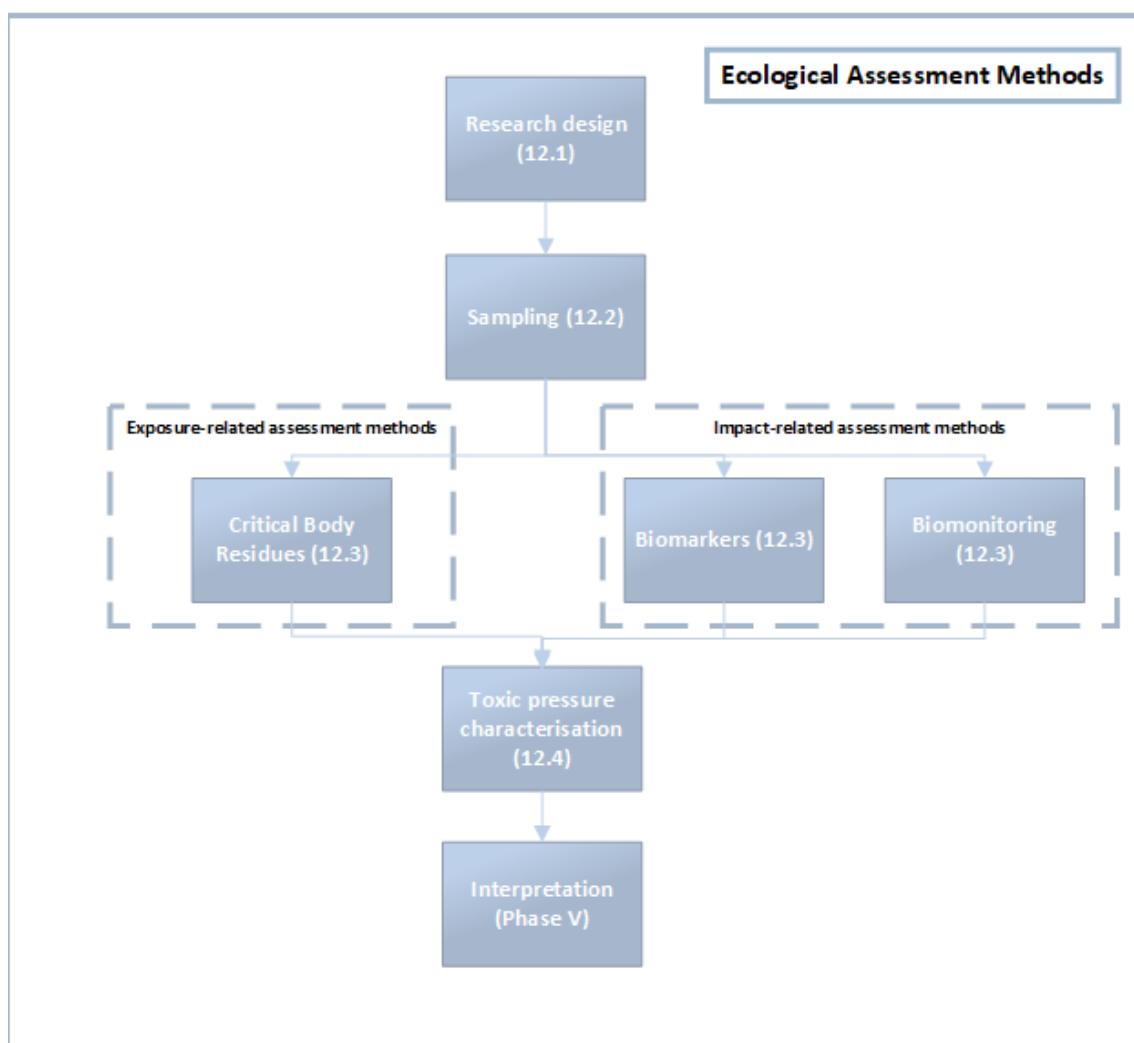 Ecological Assessment Methods
Research design
(12.1)
Sampling (12.2)
Exposure-related assessment methods
Impact-related assessment methods
Critical Body
Residues (12.3)
Biomarkers (12.3)
Biomonitoring
(12.3)
Toxic pressure
characterisation
(12.4)
Interpretation
(Phase V)